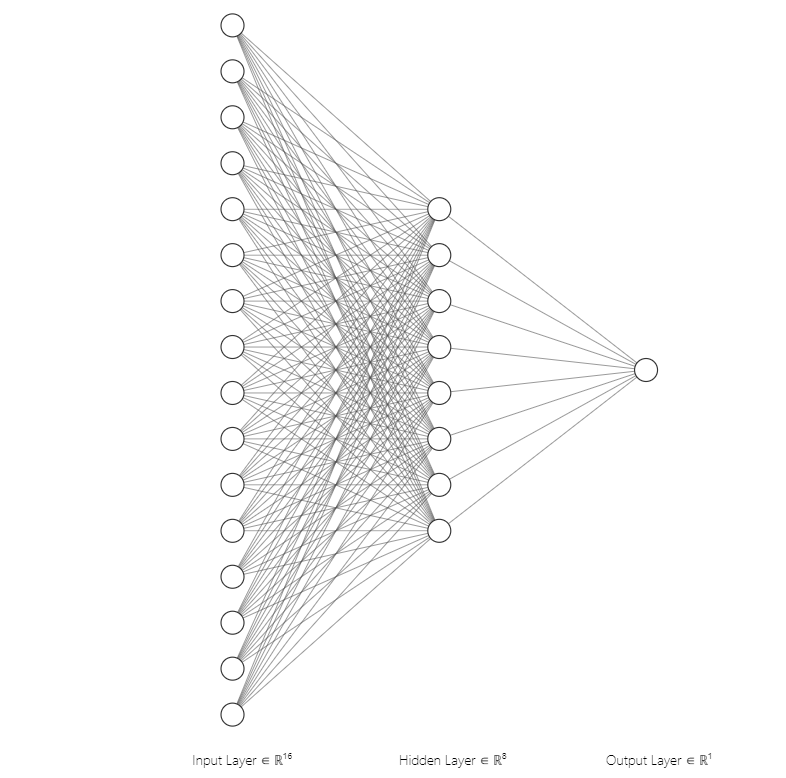 Input Layer ∈ ℝ¹⁶
Hidden Layer ∈ ℝ⁸
Output Layer ∈ ℝ¹